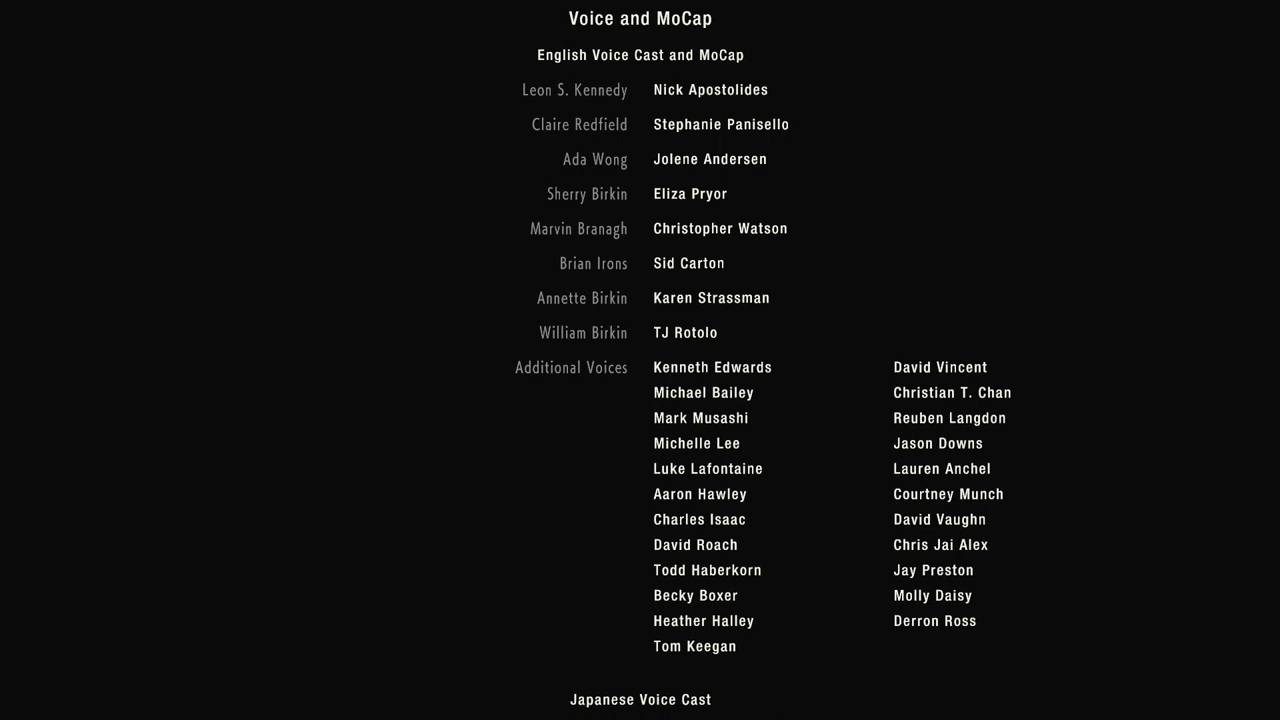 Voice and MoCap
English Voice Cast and MoCap
Leon S. Kennedy Nick Apostolides
Claire Redfield Stephanie Panisello
Ada Wong Jolene Andersen
Sherry Birkin Eliza Pryor
Marvin Branagh Christopher Watson
Brian Irons Sid Carton
Annette Birkin Karen Strassman
William Birkin TJ Rotolo
Additional Voices Kenneth Edwards David Vincent
Michael Bailey Christian T. Chan
Mark Musashi Reuben Langdon
Michelle Lee Jason Downs
Luke Lafontaine Lauren Anchel
Aaron Hawley Courtney Munch
Charles Isaac David Vaughn
David Roach Chris Jai Alex
Todd Haberkorn Jay Preston
Becky Boxer Molly Daisy
Heather Halley Derron Ross
Tom Keegan
Japanese Voice Cast